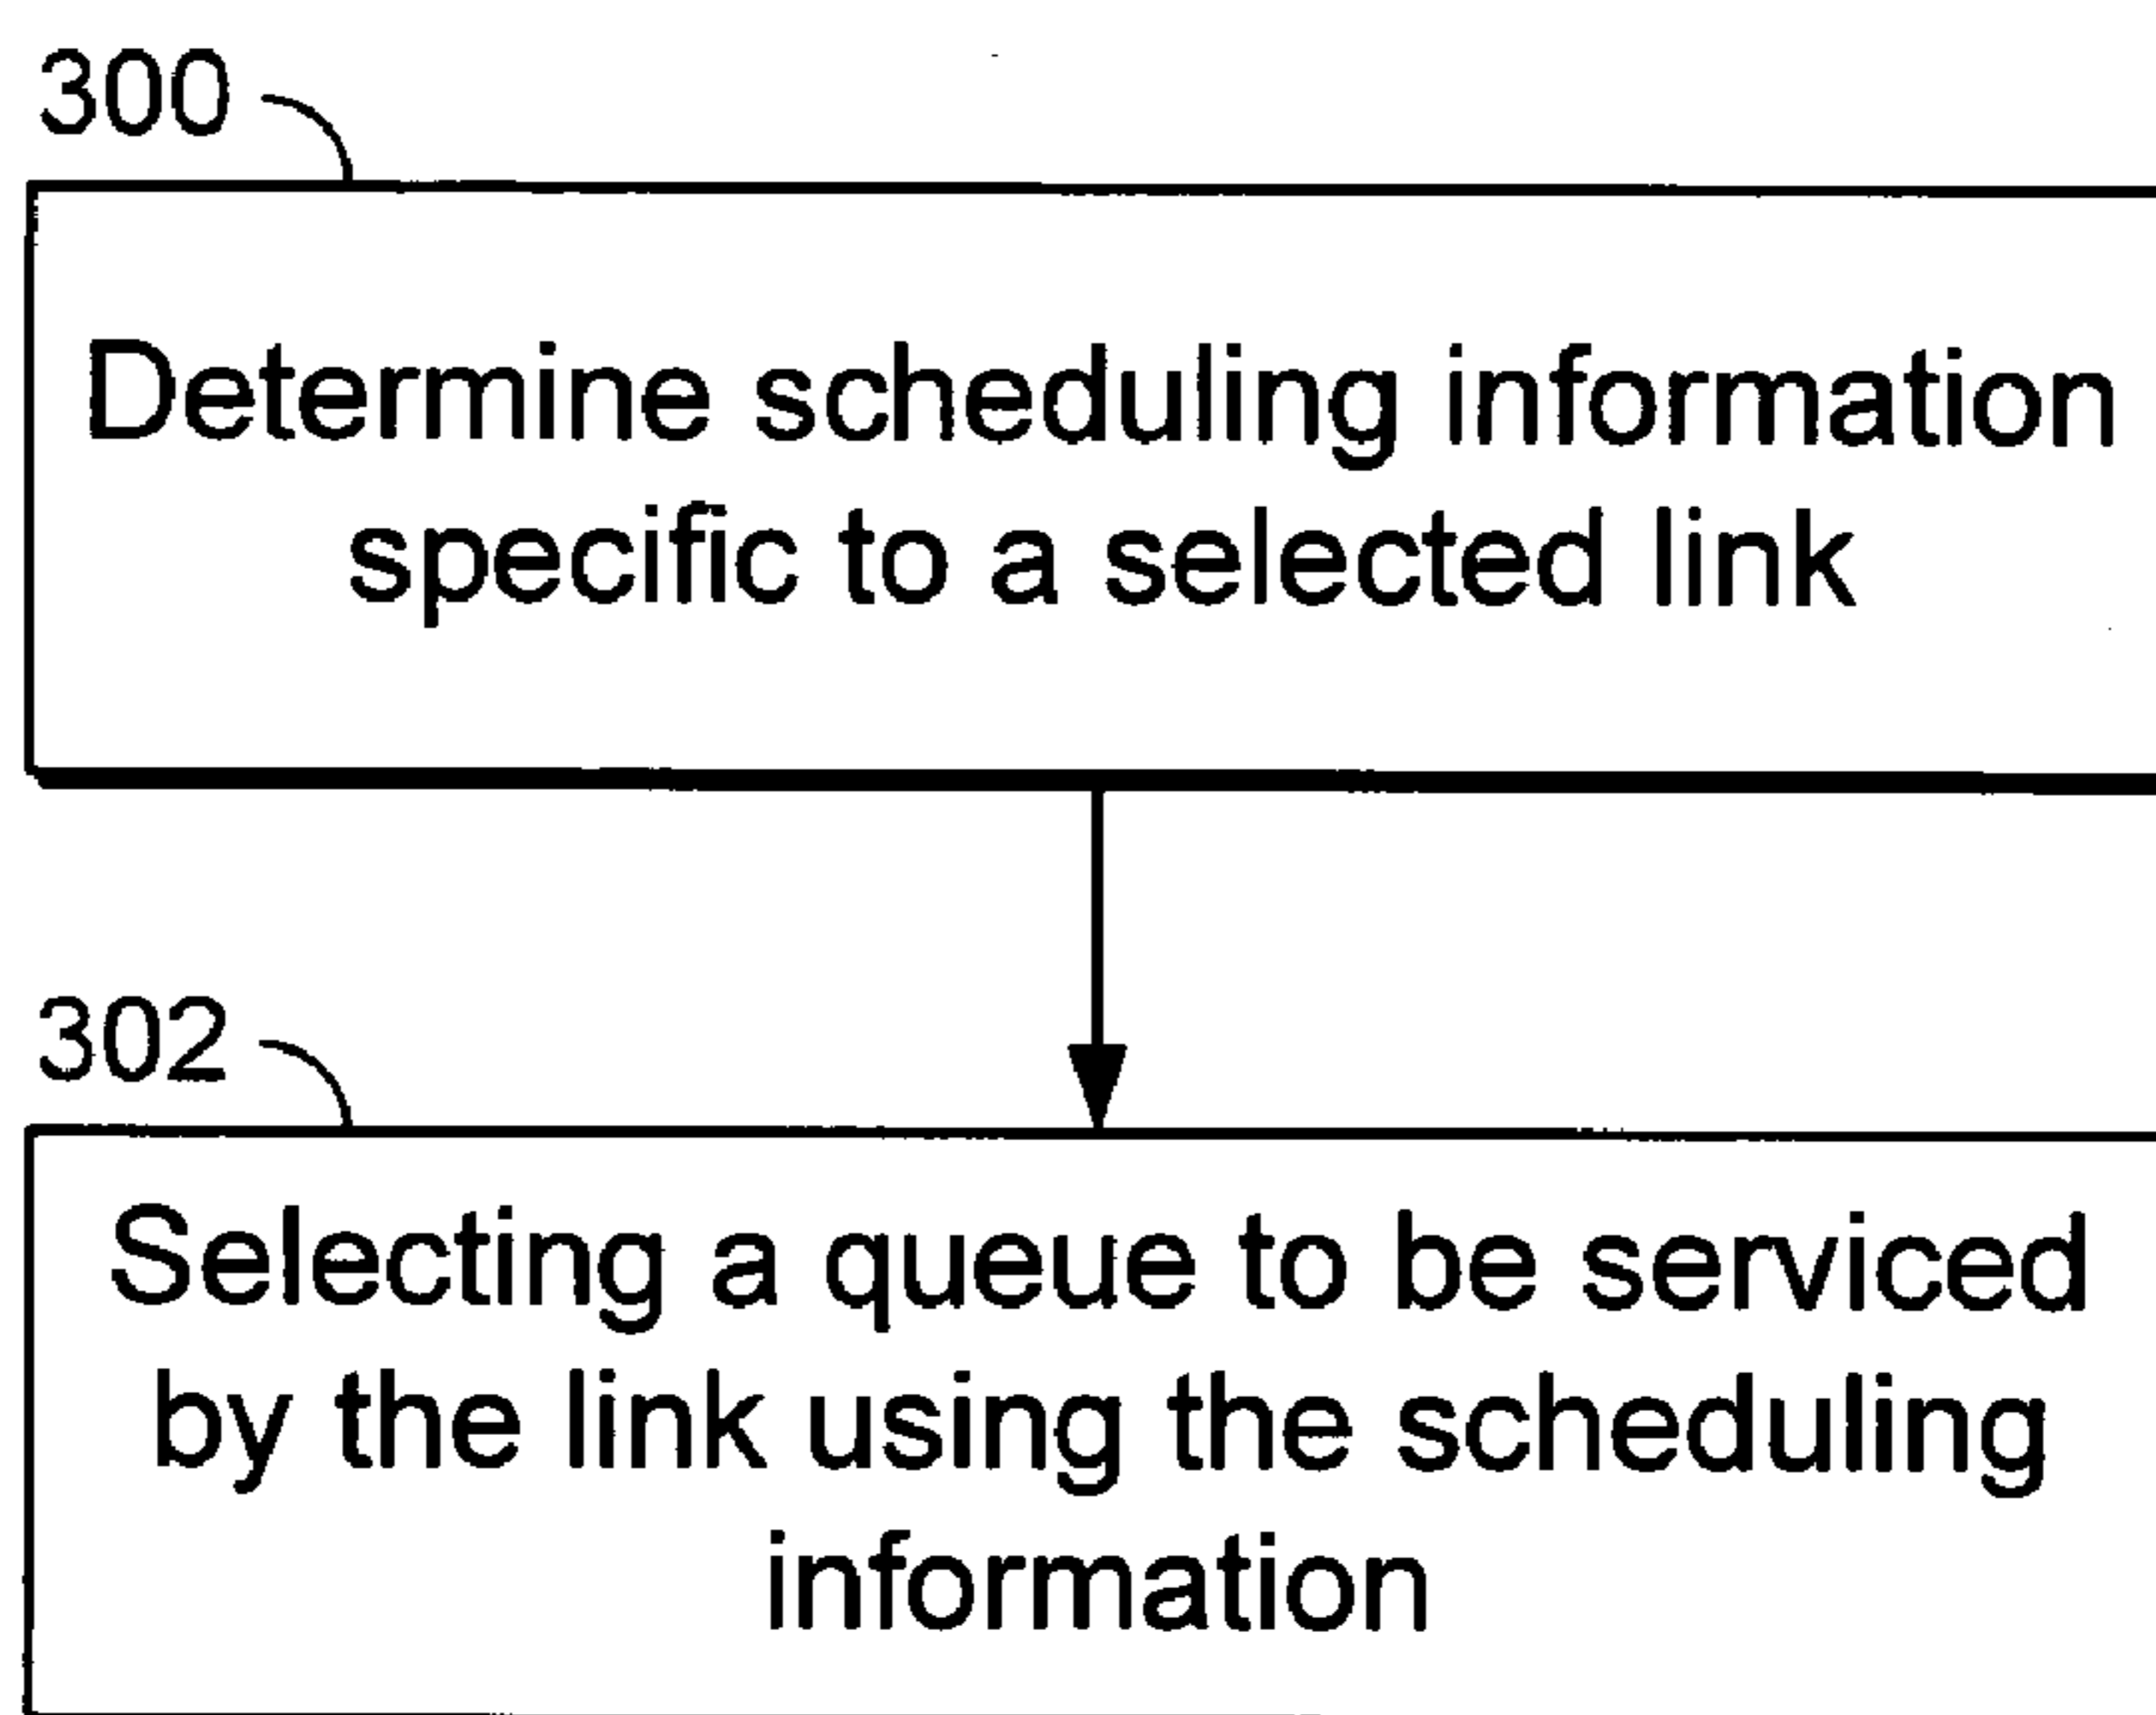 300
Determine scheduling information
specific to a selected link
302
Selecting a queue to be serviced
by the link using the scheduling
information